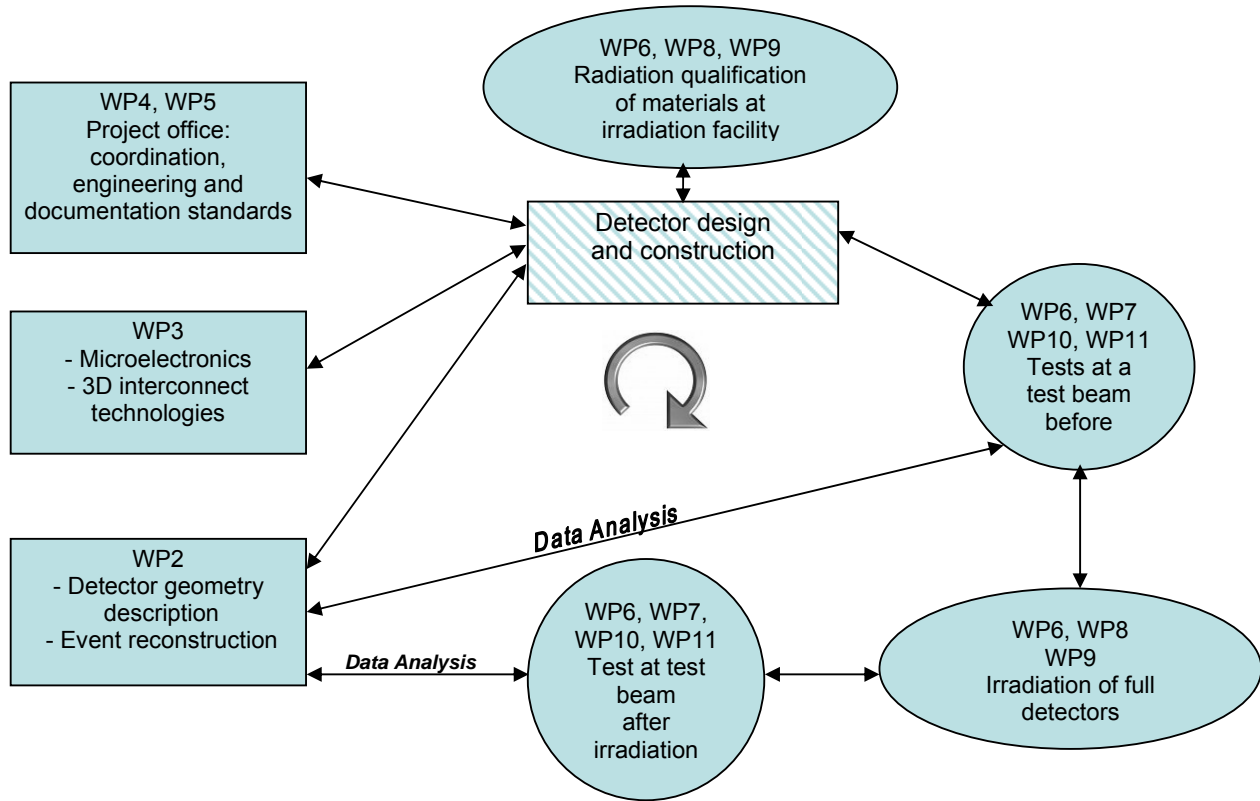 WP6, WP8, WP9
Radiation qualification
of materials at
irradiation facility
WP4, WP5
Project office:
coordination,
engineering and
documentation standards
Detector design
and construction
WP3
- Microelectronics
- 3D interconnect
technologies
WP6, WP7
WP10, WP11
Tests at a
test beam
before
Data Analysis
WP2
- Detector geometry
description
- Event reconstruction
Data Analysis
WP6, WP7,
WP10, WP11
Test at test
beam
after
irradiation
WP6, WP8
WP9
Irradiation of full
detectors